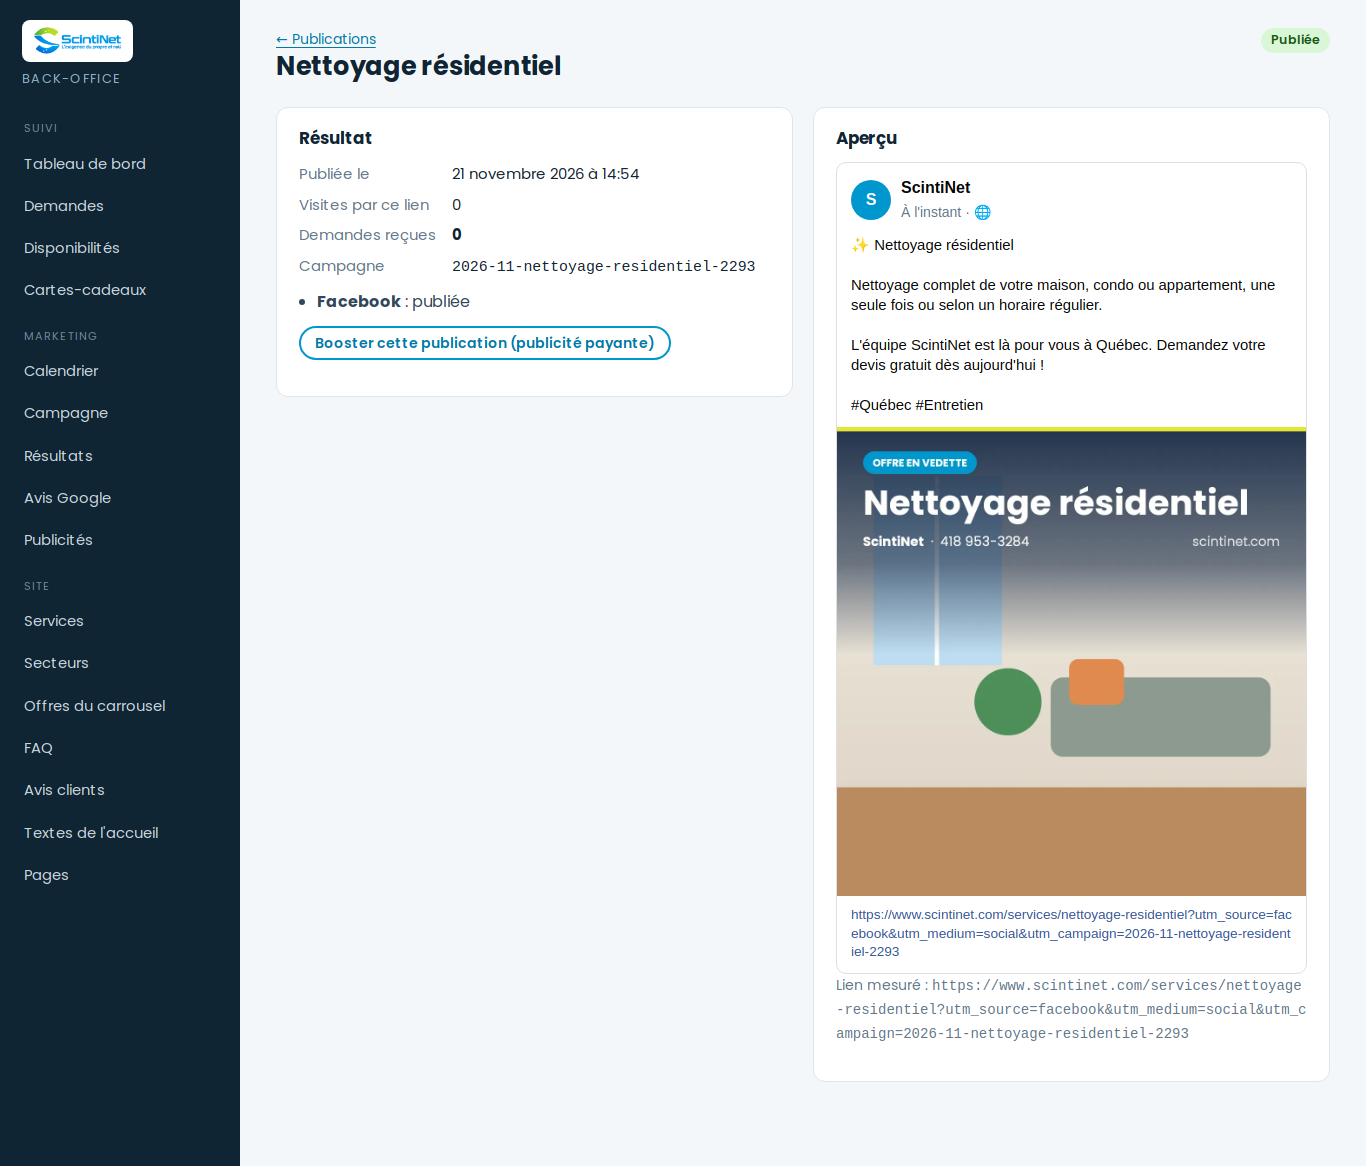 ScintiNet
L'exigence du propre et net!
BACK-OFFICE
SUIVI
Tableau de bord
Demandes
Disponibilités
Cartes-cadeaux
MARKETING
Calendrier
Campagne
Résultats
Avis Google
Publicités
SITE
Services
Secteurs
Offres du carrousel
FAQ
Avis clients
Textes de l'accueil
Pages
← Publications
Nettoyage résidentiel
Publiée
Résultat
Publiée le 21 novembre 2026 à 14:54
Visites par ce lien 0
Demandes reçues 0
Campagne 2026-11-nettoyage-residentiel-2293
• Facebook : publiée
Booster cette publication (publicité payante)
Aperçu
S
ScintiNet
À l'instant · 🌐
✨ Nettoyage résidentiel
Nettoyage complet de votre maison, condo ou appartement, une
seule fois ou selon un horaire régulier.
L'équipe ScintiNet est là pour vous à Québec. Demandez votre
devis gratuit dès aujourd'hui !
#Québec #Entretien
OFFRE EN VEDETTE
Nettoyage résidentiel
ScintiNet · 418 953-3284
scintinet.com
https://www.scintinet.com/services/nettoyage-residentiel?utm_source=fac
ebook&utm_medium=social&utm_campaign=2026-11-nettoyage-resident
iel-2293
Lien mesuré : https://www.scintinet.com/services/nettoyage
-residentiel?utm_source=facebook&utm_medium=social&utm_c
ampaign=2026-11-nettoyage-residentiel-2293